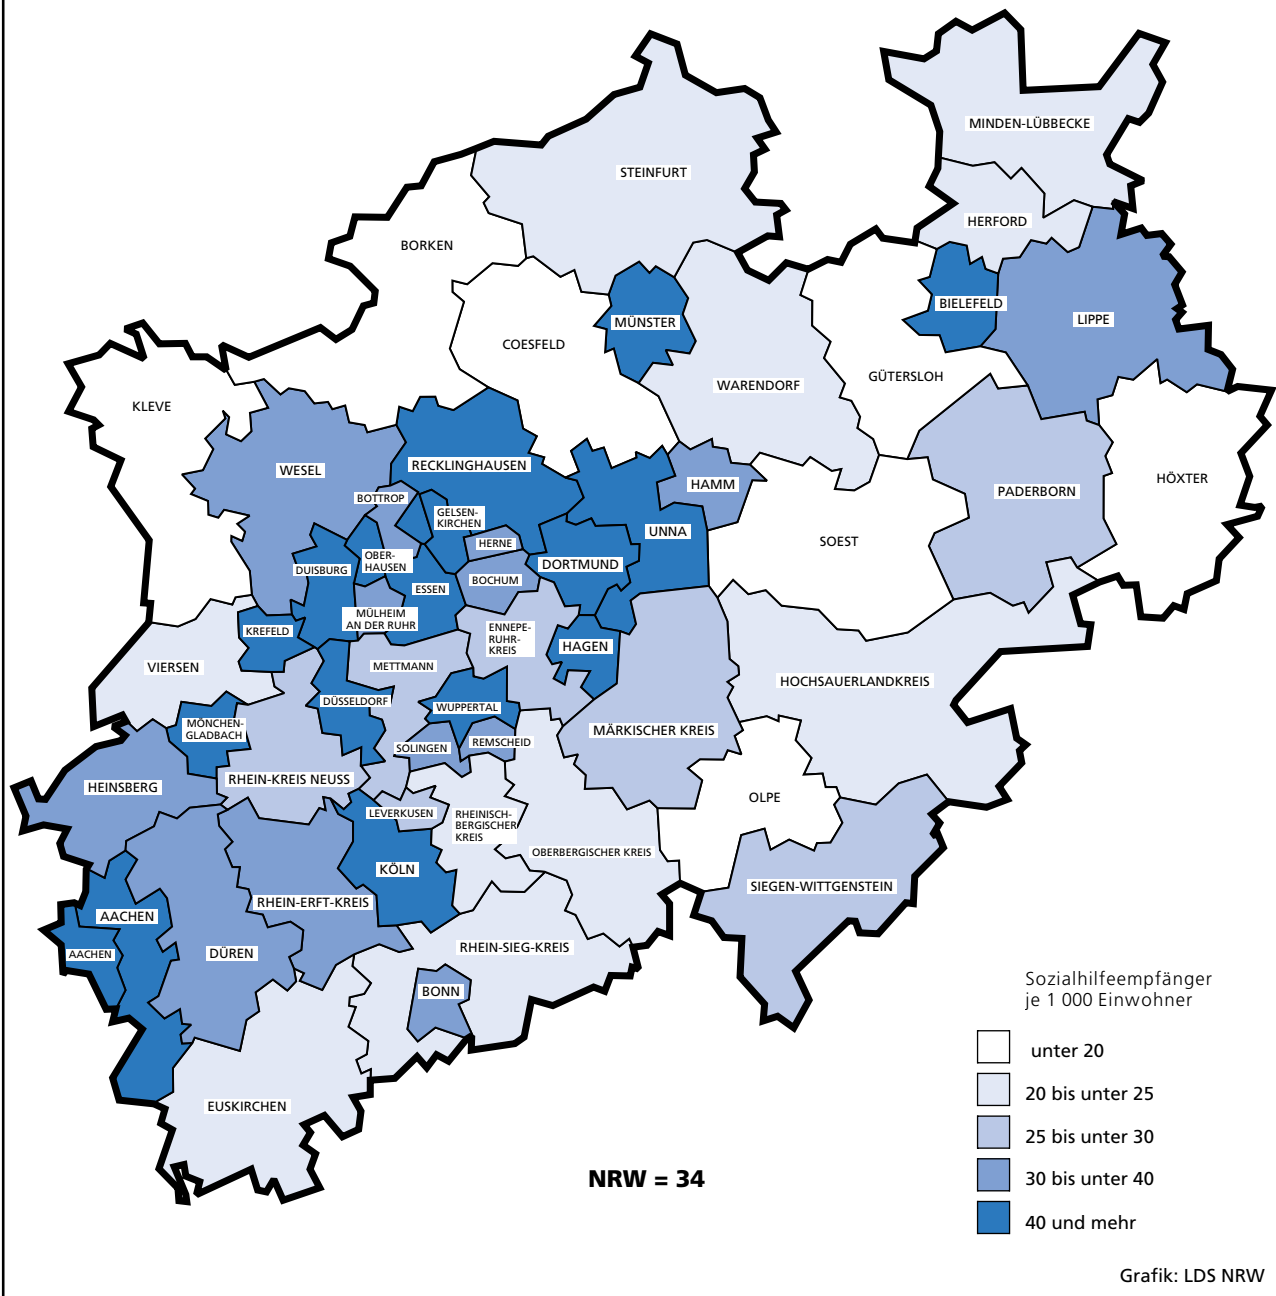 MINDEN-LÜBBECKE
STEINFURT
HERFORD
BORKEN
BIELEFELD
LIPPE
MÜNSTER
COESFELD
GÜTERSLOH
WARENDORF
KLEVE
RECKLINGHAUSEN
WESEL
HÖXTER
HAMM
PADERBORN
BOTTROP
GELSEN-
KIRCHEN
UNNA
SOEST
HERNE
OBER-
HAUSEN
DORTMUND
DUISBURG
BOCHUM
ESSEN
MÜLHEIM
AN DER RUHR
KREFELD
ENNEPE-
RUHR-
KREIS
HAGEN
VIERSEN
METTMANN
HOCHSAUERLANDKREIS
DÜSSELDORF
WUPPERTAL
MÖNCHEN-
GLADBACH
MÄRKISCHER KREIS
SOLINGEN
REMSCHEID
RHEIN-KREIS NEUSS
HEINSBERG
OLPE
LEVERKUSEN
RHEINISCH-
BERGISCHER
KREIS
OBERBERGISCHER KREIS
KÖLN
SIEGEN-WITTGENSTEIN
RHEIN-ERFT-KREIS
AACHEN
RHEIN-SIEG-KREIS
AACHEN
DÜREN
BONN
EUSKIRCHEN
Sozialhilfeempfänger
je 1 000 Einwohner
unter 20
20 bis unter 25
25 bis unter 30
30 bis unter 40
40 und mehr
NRW = 34
Grafik: LDS NRW